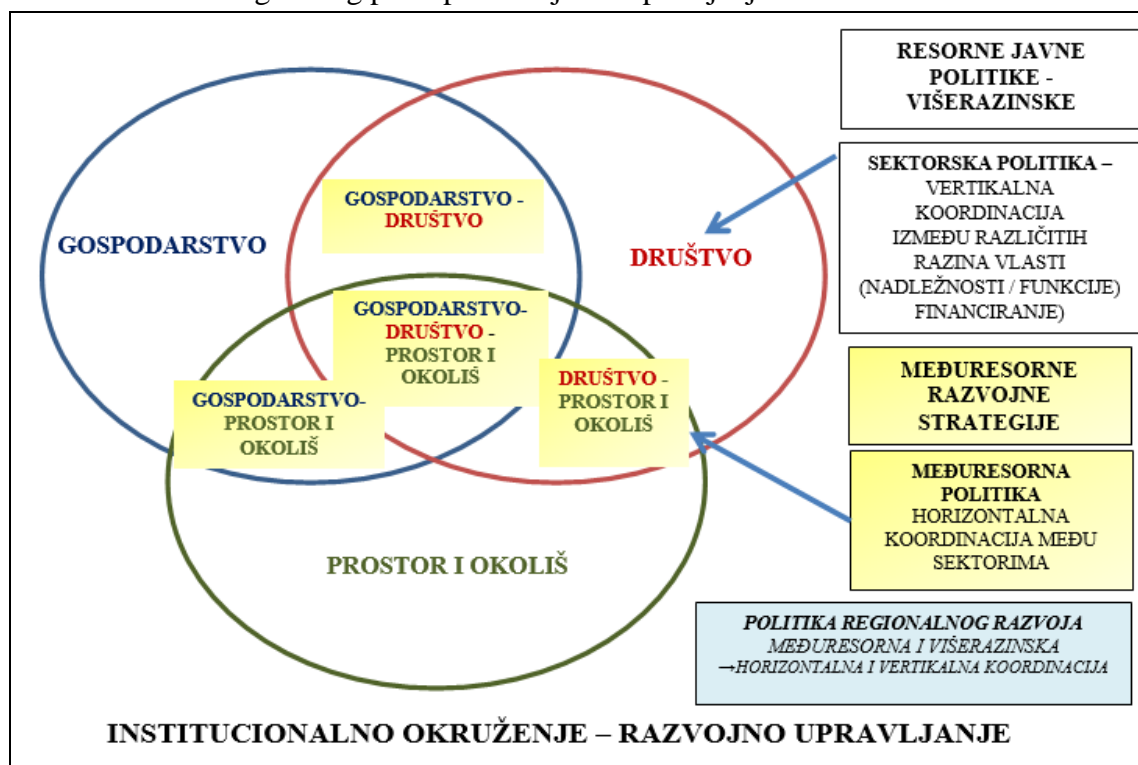 RESORNE JAVNE
POLITIKE -
VIŠERAZINSKE
SEKTORSKA POLITIKA –
VERTIKALNA
KOORDINACIJA
IZMEĐU RAZLIČITIH
RAZINA VLASTI
(NADLEŽNOSTI / FUNKCIJE)
FINANCIRANJE)
GOSPODARSTVO -
DRUŠTVO
GOSPODARSTVO
DRUŠTVO
GOSPODARSTVO-
DRUŠTVO -
PROSTOR I
OKOLIŠ
GOSPODARSTVO-
PROSTOR I
OKOLIŠ
DRUŠTVO -
PROSTOR I
OKOLIŠ
MEĐURESORNE
RAZVOJNE
STRATEGIJE
MEĐURESORNA
POLITIKA
HORIZONTALNA
KOORDINACIJA MEĐU
SEKTORIMA
PROSTOR I OKOLIŠ
POLITIKA REGIONALNOG RAZVOJA
MEĐURESORNA I VIŠERAZINSKA
→HORIZONTALNA I VERTIKALNA KOORDINACIJA
INSTITUCIONALNO OKRUŽENJE – RAZVOJNO UPRAVLJANJE